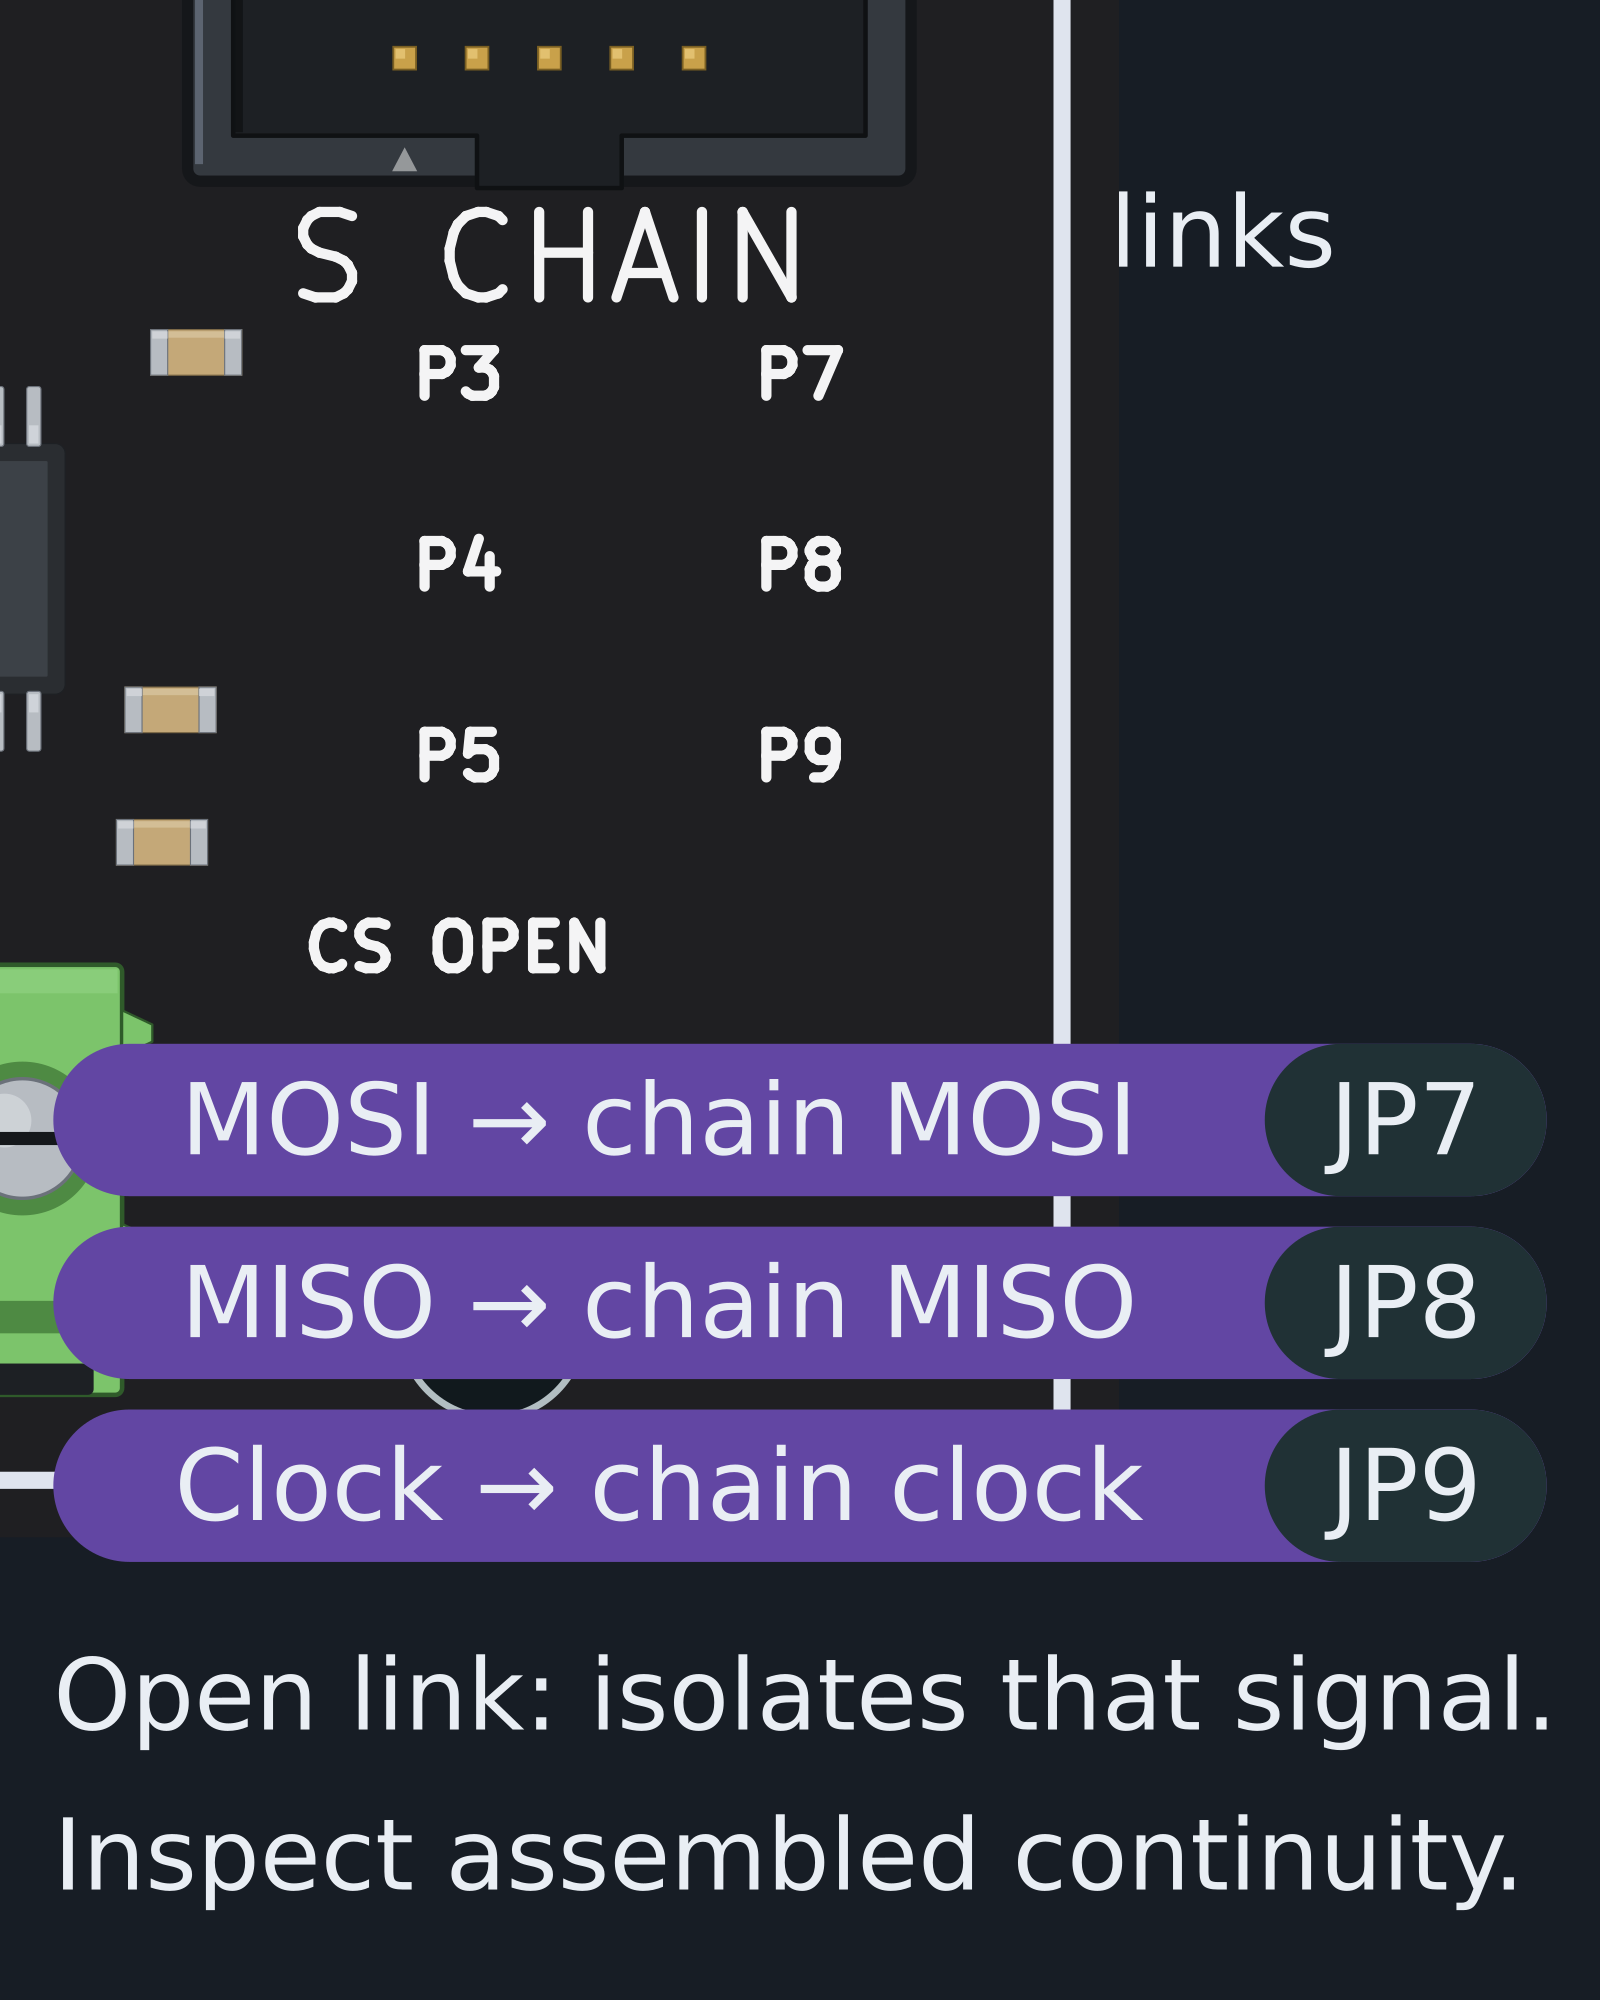 S CHAIN
links
P3 P7
P4 P8
P5 P9
CS OPEN
MOSI → chain MOSI JP7
MISO → chain MISO JP8
Clock → chain clock JP9
Open link: isolates that signal.
Inspect assembled continuity.